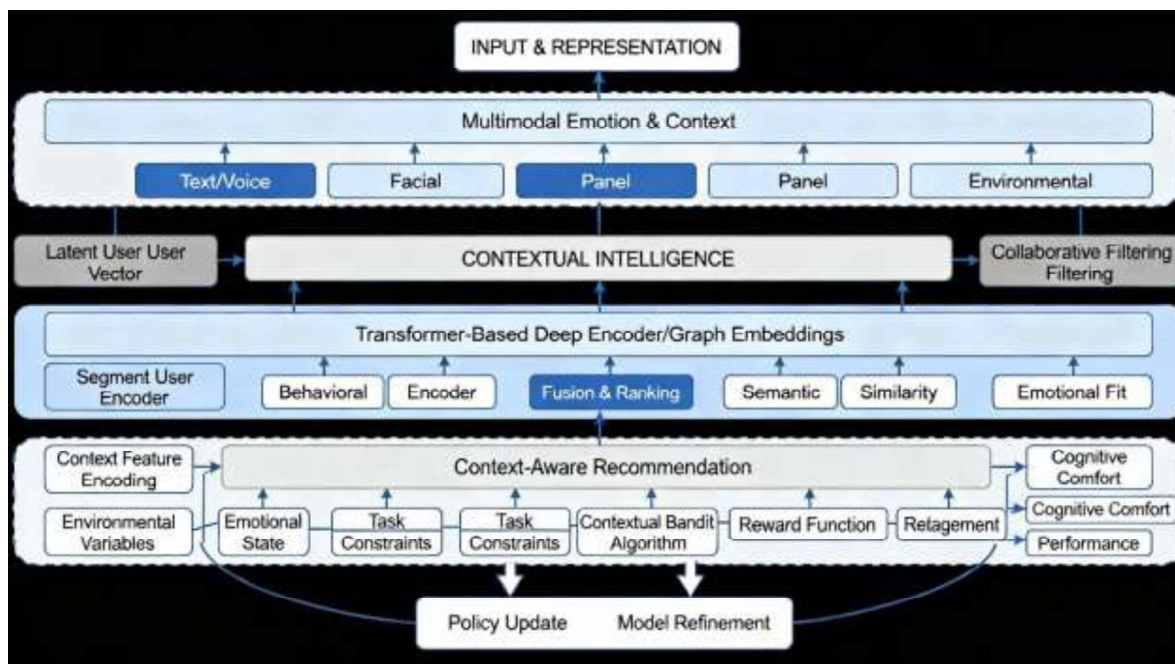 INPUT & REPRESENTATION
Multimodal Emotion & Context
Text/Voice
Facial
Panel
Panel
Environmental
Latent User User
Vector
CONTEXTUAL INTELLIGENCE
Collaborative Filtering
Filtering
Transformer-Based Deep Encoder/Graph Embeddings
Segment User
Encoder
Behavioral
Encoder
Fusion & Ranking
Semantic
Similarity
Emotional Fit
Context Feature
Encoding
Context-Aware Recommendation
Cognitive
Comfort
Environmental
Variables
Emotional
State
Task
Constraints
Task
Constraints
Contextual Bandit
Algorithm
Reward Function
Retagement
Cognitive Comfort
Performance
Policy Update
Model Refinement